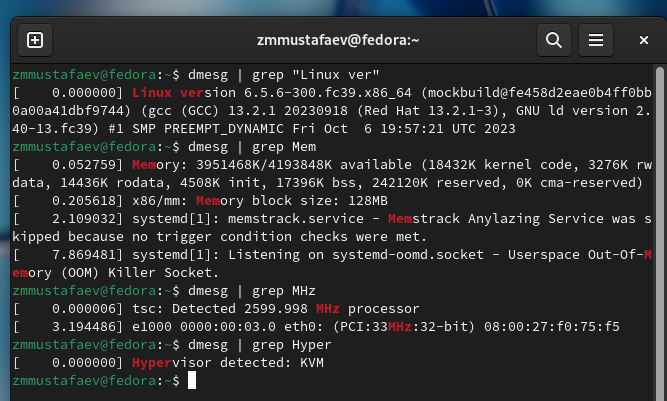 zmmustafaev@fedora:~
zmmustafaev@fedora:~$ dmesg | grep "Linux ver"
[    0.000000] Linux version 6.5.6-300.fc39.x86_64 (mockbuild@fe458d2eae0b4ff0bb
0a00a41dbf9744) (gcc (GCC) 13.2.1 20230918 (Red Hat 13.2.1-3), GNU ld version 2.
40-13.fc39) #1 SMP PREEMPT_DYNAMIC Fri Oct  6 19:57:21 UTC 2023
zmmustafaev@fedora:~$ dmesg | grep Mem
[    0.052759] Memory: 3951468K/4193848K available (18432K kernel code, 3276K rw
data, 14436K rodata, 4508K init, 17396K bss, 242120K reserved, 0K cma-reserved)
[    0.205618] x86/mm: Memory block size: 128MB
[    2.109032] systemd[1]: memstrack.service - Memstrack Anylazing Service was s
kipped because no trigger condition checks were met.
[    7.869481] systemd[1]: Listening on systemd-oomd.socket - Userspace Out-Of-M
emory (OOM) Killer Socket.
zmmustafaev@fedora:~$ dmesg | grep MHz
[    0.000006] tsc: Detected 2599.998 MHz processor
[    3.194486] e1000 0000:00:03.0 eth0: (PCI:33MHz:32-bit) 08:00:27:f0:75:f5
zmmustafaev@fedora:~$ dmesg | grep Hyper
[    0.000000] Hypervisor detected: KVM
zmmustafaev@fedora:~$